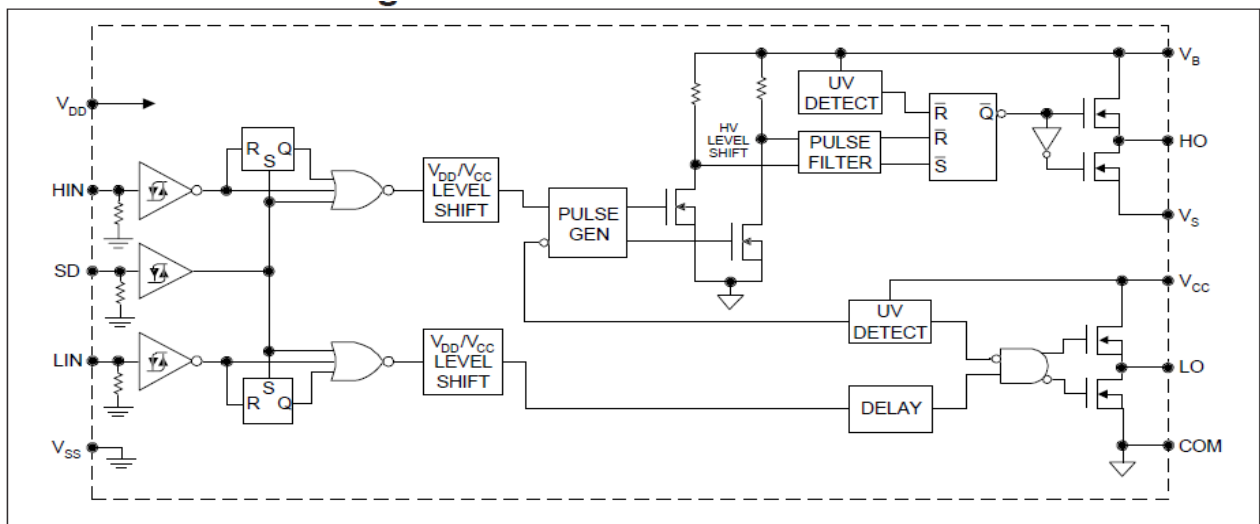 VB
UV
DETECT
VDD
R̅ Q̅
R̅
S̅
HV
LEVEL
SHIFT
PULSE
FILTER
HO
R Q
S
VDD/VCC
LEVEL
SHIFT
HIN
PULSE
GEN
VS
SD
VCC
UV
DETECT
LIN
VDD/VCC
LEVEL
SHIFT
S
R Q
LO
DELAY
VSS
COM